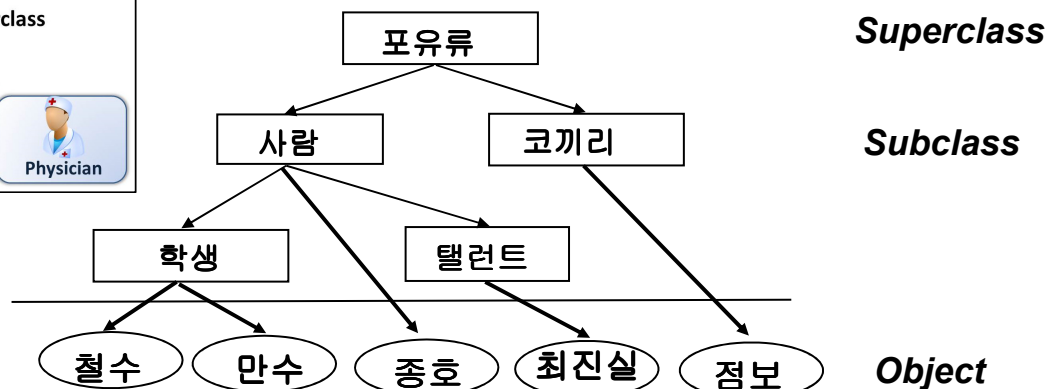 class
포유류
Superclass
Physician
사람
코끼리
Subclass
학생
탤런트
철수
만수
종호
최진실
점보
Object